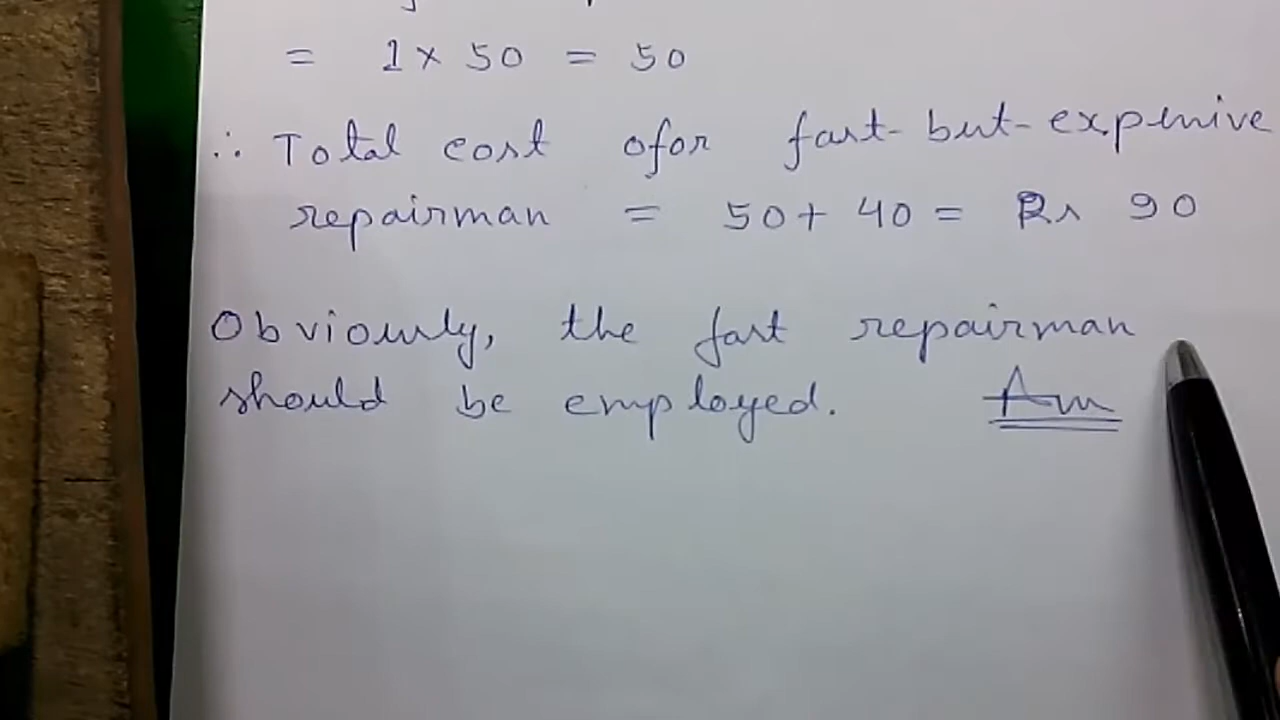 = 1 × 50 = 50
∴ Total cost ofor fast-but-expenive
repairman = 50 + 40 = Rs 90
Obviously, the fast repairman
should be employed. Ans